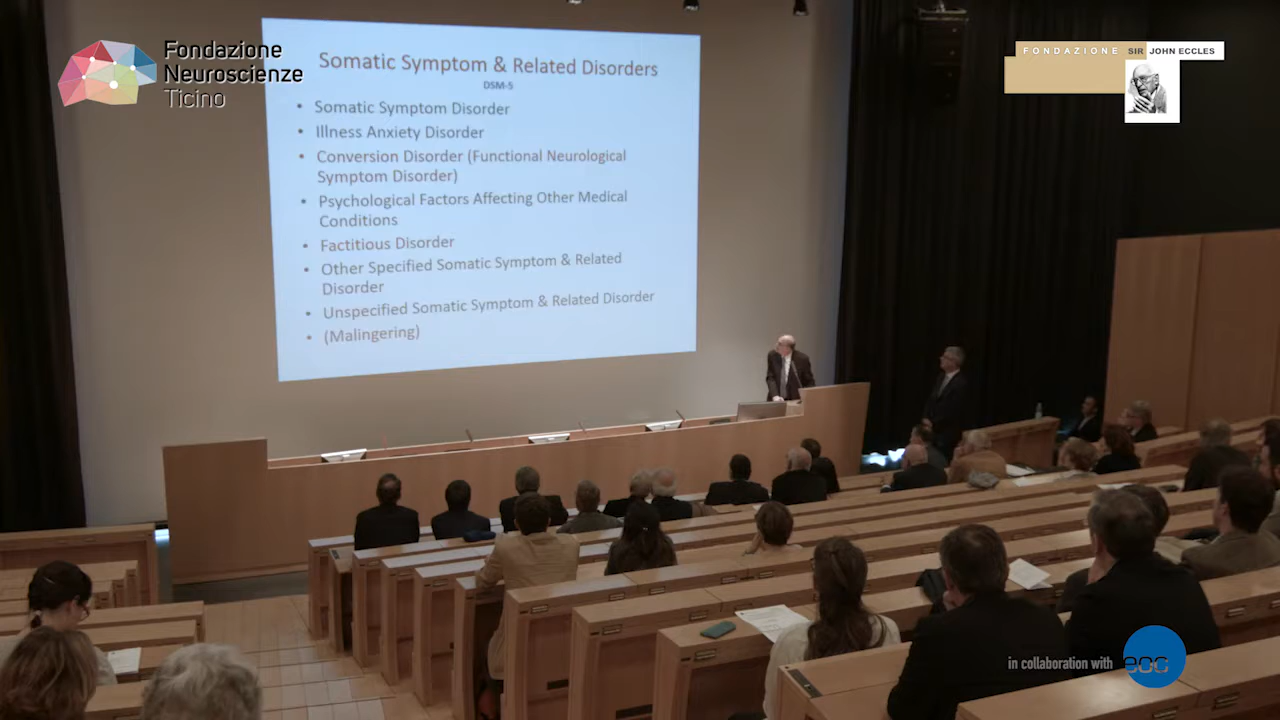 Fondazione
Neuroscienze
Ticino
FONDAZIONE SIR JOHN ECCLES
Somatic Symptom & Related Disorders
DSM-5
• Somatic Symptom Disorder
• Illness Anxiety Disorder
• Conversion Disorder (Functional Neurological
Symptom Disorder)
• Psychological Factors Affecting Other Medical
Conditions
• Factitious Disorder
• Other Specified Somatic Symptom & Related
Disorder
• Unspecified Somatic Symptom & Related Disorder
• (Malingering)
in collaboration with eoc